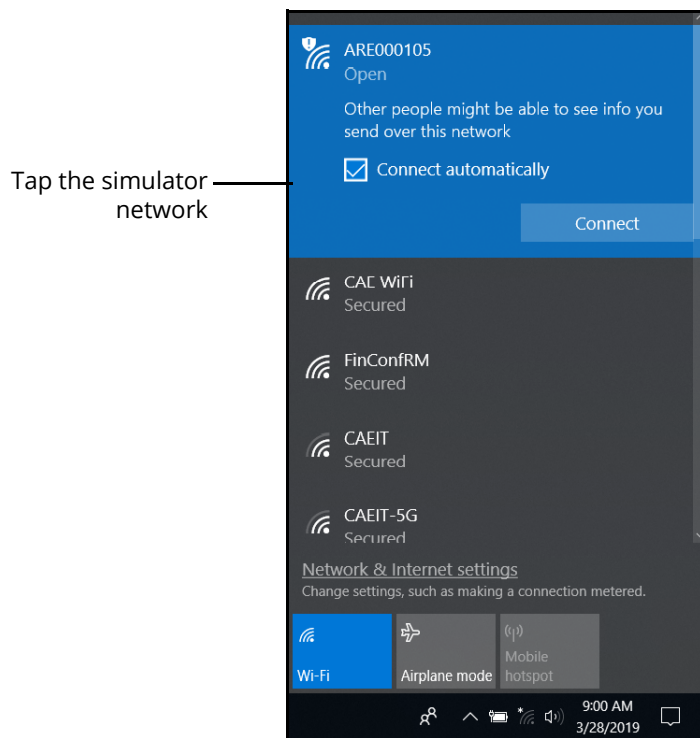 Tap the simulator
network
ARE000105
Open
Other people might be able to see info you
send over this network
Connect automatically
Connect
CAE WiFi
Secured
FinConfRM
Secured
CAEIT
Secured
CAEIT-5G
Secured
Network & Internet settings
Change settings, such as making a connection metered.
Wi-Fi
Airplane mode
Mobile
hotspot
9:00 AM
3/28/2019